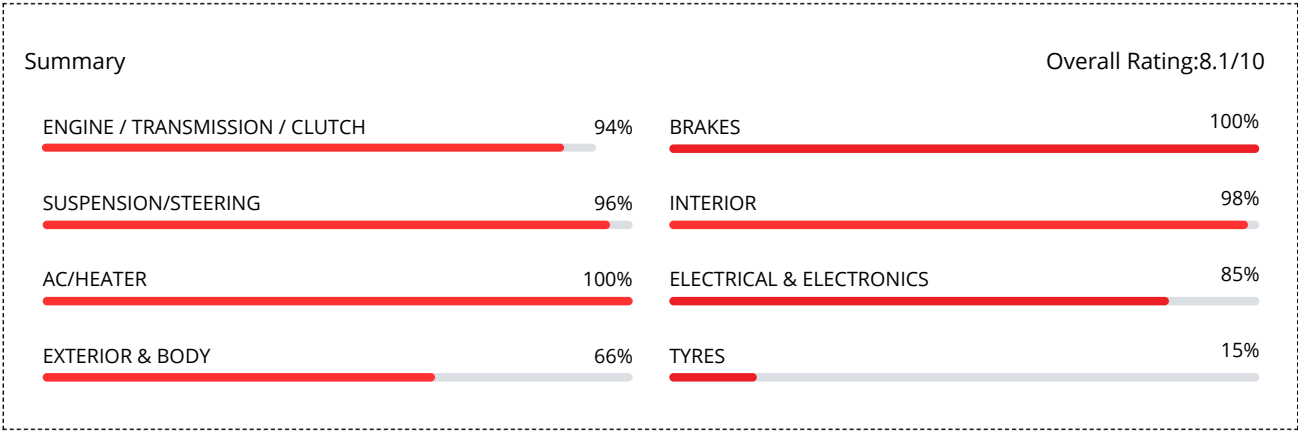 Summary
Overall Rating:8.1/10
ENGINE / TRANSMISSION / CLUTCH 94%
BRAKES 100%
SUSPENSION/STEERING 96%
INTERIOR 98%
AC/HEATER 100%
ELECTRICAL & ELECTRONICS 85%
EXTERIOR & BODY 66%
TYRES 15%